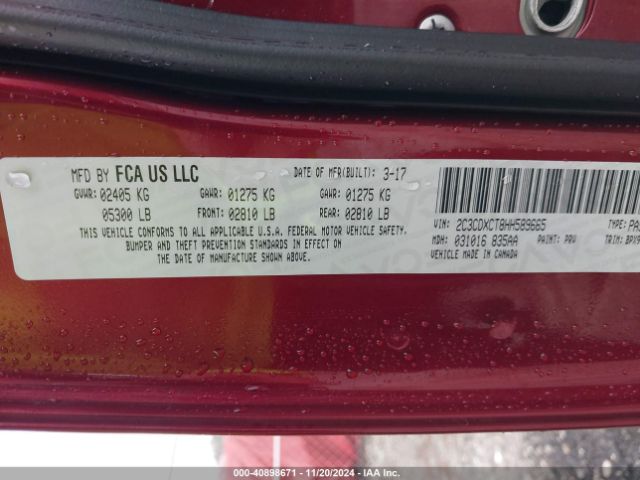 MFD BY FCA US LLC DATE OF MFR(BUILT): 3-17
GVWR: 02405 KG GAWR: 01275 KG GAWR: 01275 KG
05300 LB FRONT: 02810 LB REAR: 02810 LB
THIS VEHICLE CONFORMS TO ALL APPLICABLE U.S.A. FEDERAL MOTOR VEHICLE SAFETY,
BUMPER AND THEFT PREVENTION STANDARDS IN EFFECT ON
THE DATE OF MANUFACTURE SHOWN ABOVE.
VIN: 2C3CDXCT8HH589685 TYPE: PAS
MDH: 031016 835AA PAINT: PRV TRIM:
VEHICLE MADE IN CANADA
000-40898671 - 11/20/2024 - IAA Inc.